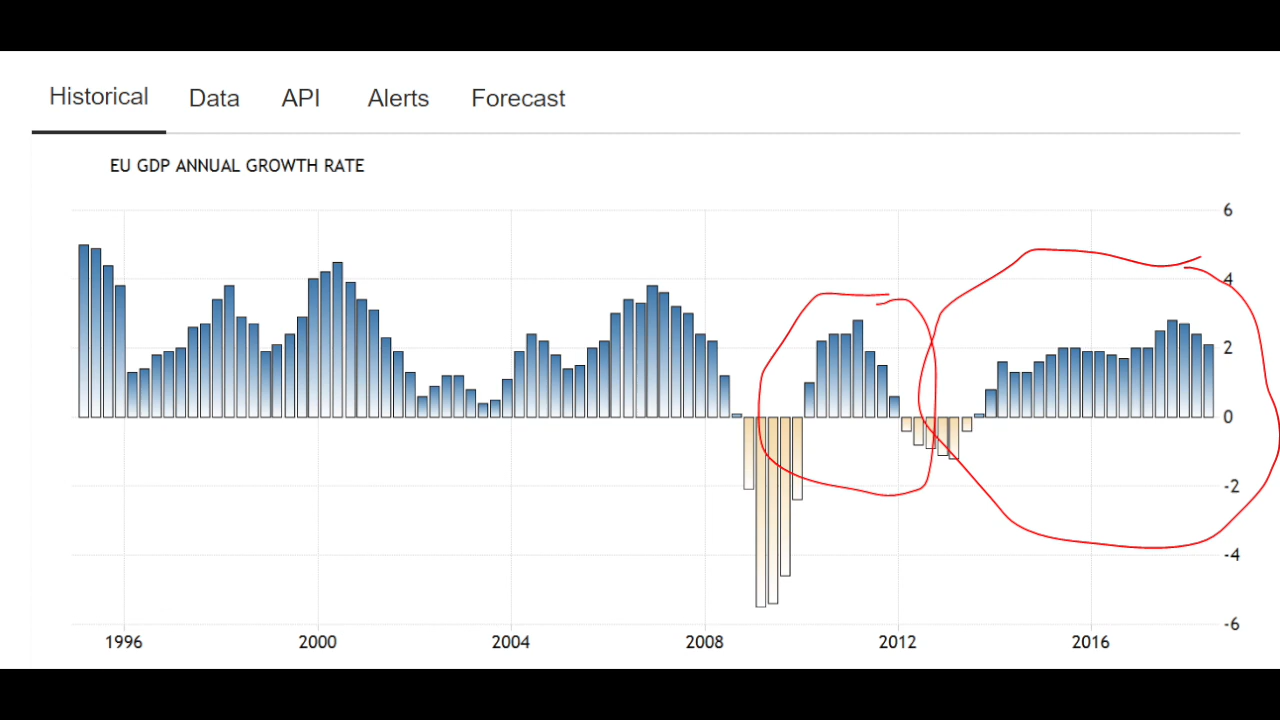 Historical Data API Alerts Forecast
EU GDP ANNUAL GROWTH RATE
6
4
2
0
-2
-4
-6
1996 2000 2004 2008 2012 2016